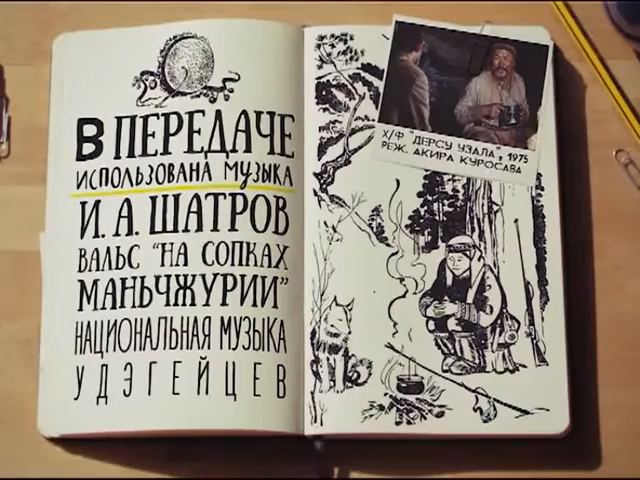 В ПЕРЕДАЧЕ
ИСПОЛЬЗОВАНА МУЗЫКА
И. А. ШАТРОВ
ВАЛЬС "НА СОПКАХ
МАНЬЧЖУРИИ"
НАЦИОНАЛЬНАЯ МУЗЫКА
УДЭГЕЙЦЕВ
Х/Ф "ДЕРСУ УЗАЛА", 1975
РЕЖ. АКИРА КУРОСАВА